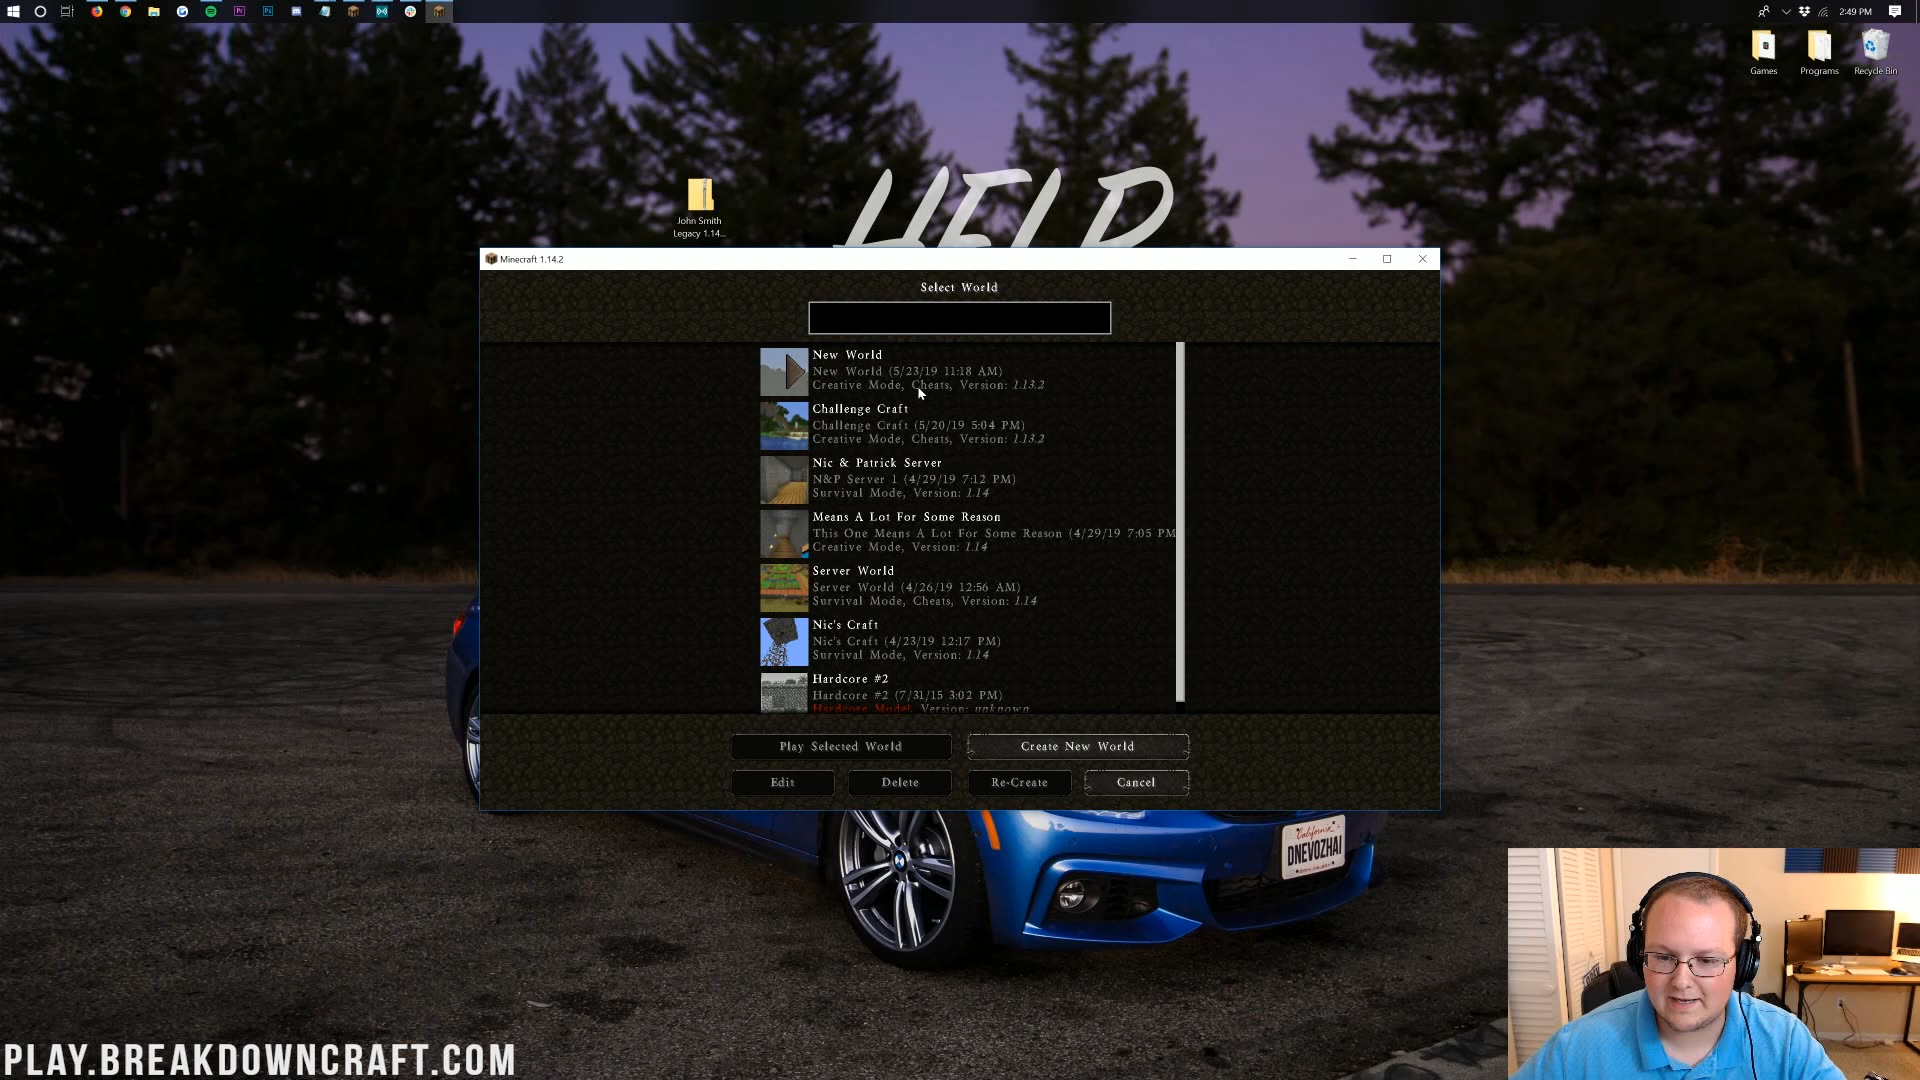 2:49 PM
Games
Programs
Recycle Bin
John Smith
Legacy 1.14...
HELP
Minecraft 1.14.2
Select World
New World
New World (5/23/19 11:18 AM)
Creative Mode, Cheats, Version: 1.13.2
Challenge Craft
Challenge Craft (5/20/19 5:04 PM)
Creative Mode, Cheats, Version: 1.13.2
Nic & Patrick Server
N&P Server 1 (4/29/19 7:12 PM)
Survival Mode, Version: 1.14
Means A Lot For Some Reason
This One Means A Lot For Some Reason (4/29/19 7:05 PM
Creative Mode, Version: 1.14
Server World
Server World (4/26/19 12:56 AM)
Survival Mode, Cheats, Version: 1.14
Nic's Craft
Nic's Craft (4/23/19 12:17 PM)
Survival Mode, Version: 1.14
Hardcore #2
Hardcore #2 (7/31/15 3:02 PM)
Hardcore Mode!, Version: unknown
Play Selected World
Create New World
Edit
Delete
Re-Create
Cancel
California
DNEVOZHAI
PLAY.BREAKDOWNCRAFT.COM